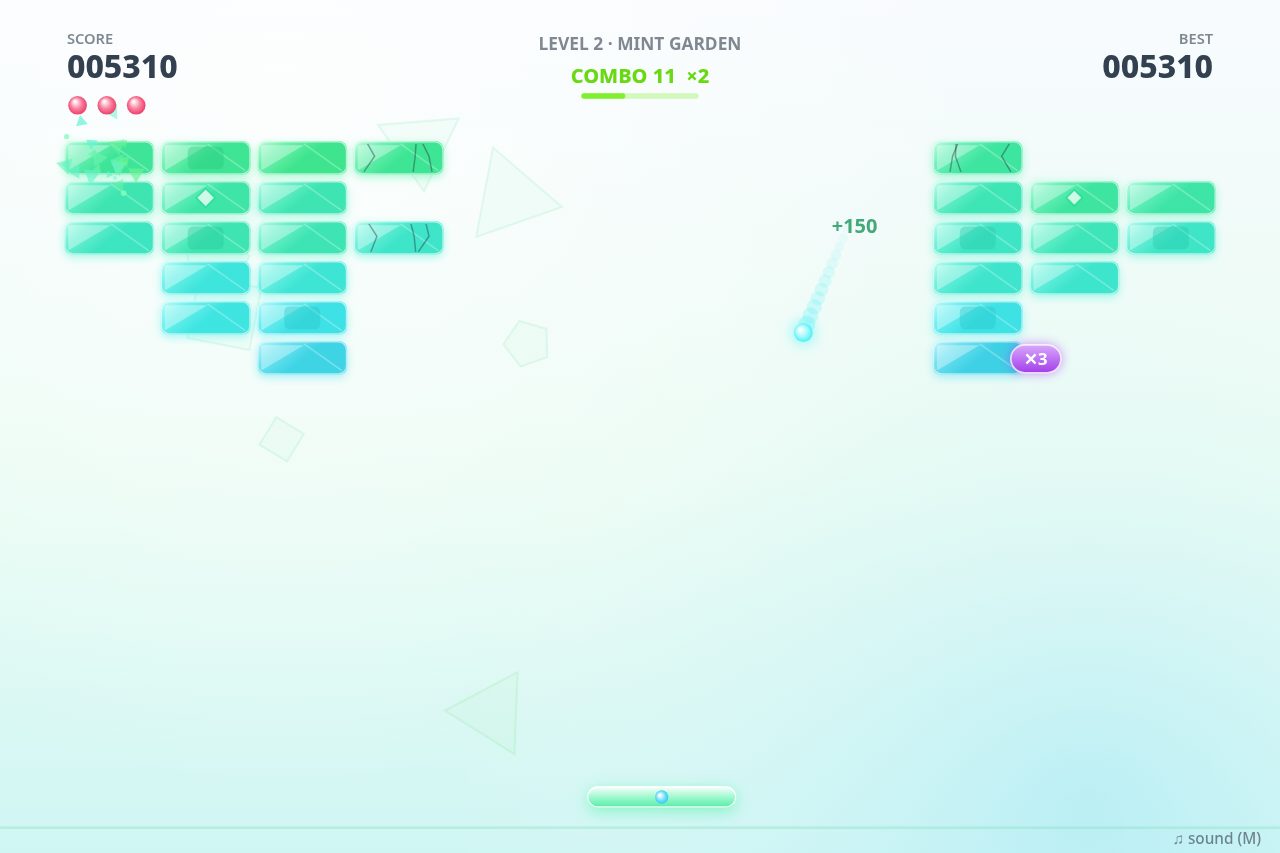 SCORE
005310
LEVEL 2 · MINT GARDEN
COMBO 11 ×2
BEST
005310
+150
×3
♫ sound (M)